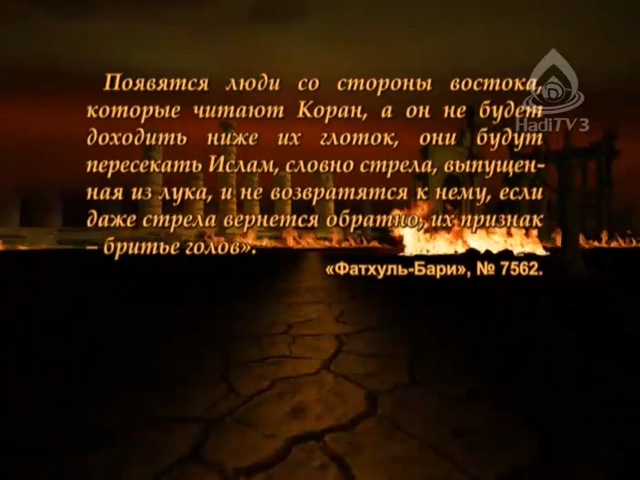 Появятся люди со стороны востока,
которые читают Коран, а он не будет
доходить ниже их глоток, они будут
пересекать Ислам, словно стрела, выпущен-
ная из лука, и не возвратятся к нему, если
даже стрела вернется обратно, их признак
– бритье голов».
«Фатхуль-Бари», № 7562.
HadiTV3